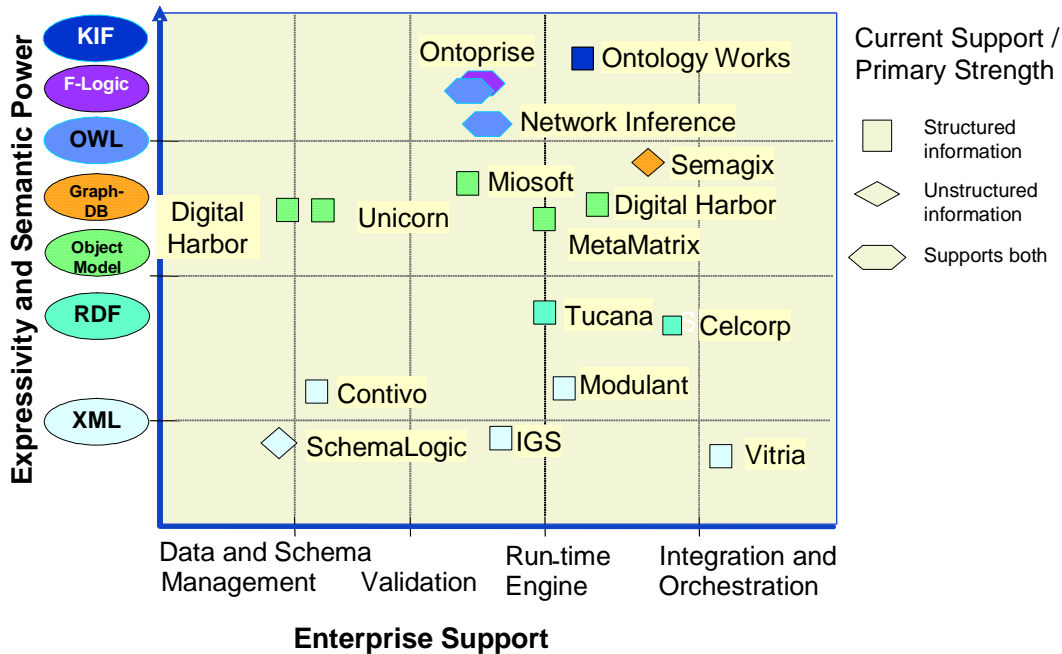 Expressivity and Semantic Power
KIF
F-Logic
OWL
Graph-
DB
Object
Model
RDF
XML
Ontoprise
Ontology Works
Network Inference
Semagix
Miosoft
Digital Harbor
Digital
Harbor
Unicorn
MetaMatrix
Tucana
S
Celcorp
Contivo
Modulant
SchemaLogic
IGS
Vitria
Data and Schema
Management
Validation
Run-time
Engine
Integration and
Orchestration
Enterprise Support
Current Support /
Primary Strength
Structured
information
Unstructured
information
Supports both